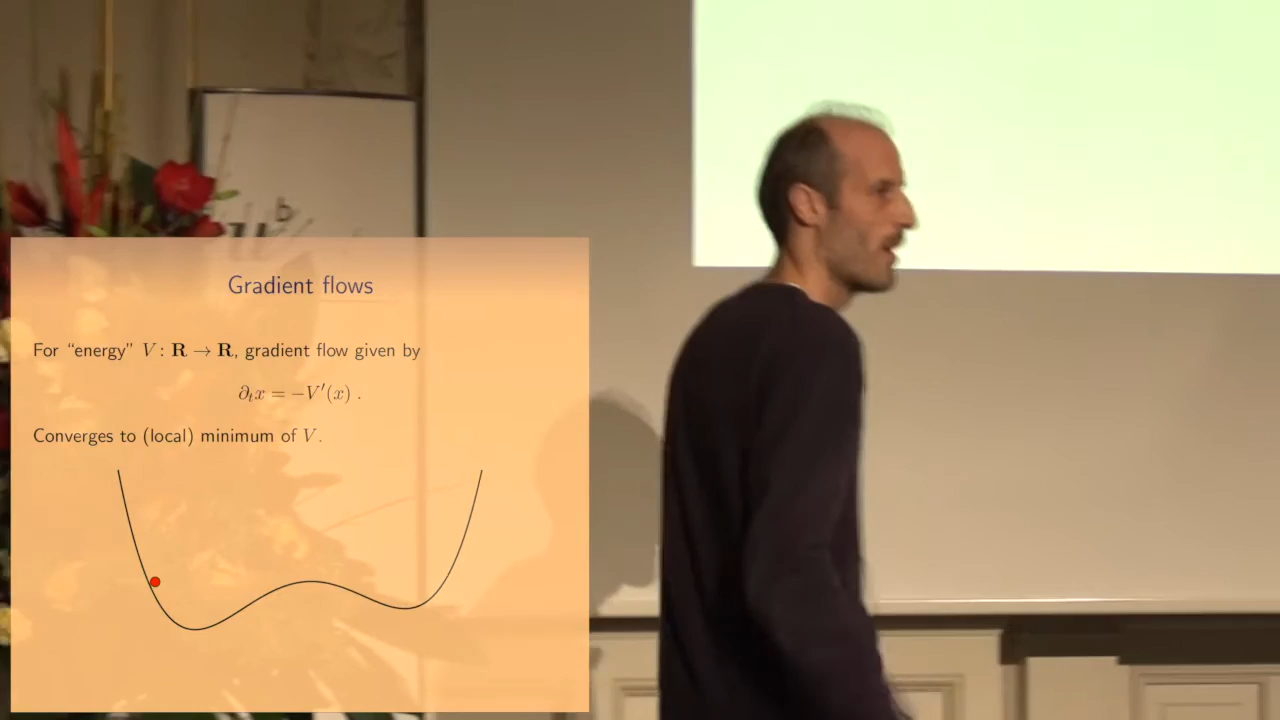 b
u
Gradient flows
For “energy” V : R → R, gradient flow given by
∂ₜx = −V′(x) .
Converges to (local) minimum of V.